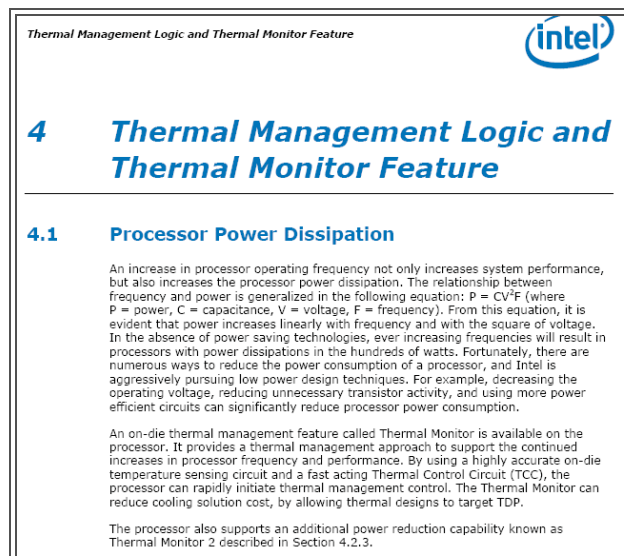 Thermal Management Logic and Thermal Monitor Feature
intel
4 Thermal Management Logic and
Thermal Monitor Feature
4.1 Processor Power Dissipation
An increase in processor operating frequency not only increases system performance,
but also increases the processor power dissipation. The relationship between
frequency and power is generalized in the following equation: P = CV²F (where
P = power, C = capacitance, V = voltage, F = frequency). From this equation, it is
evident that power increases linearly with frequency and with the square of voltage.
In the absence of power saving technologies, ever increasing frequencies will result in
processors with power dissipations in the hundreds of watts. Fortunately, there are
numerous ways to reduce the power consumption of a processor, and Intel is
aggressively pursuing low power design techniques. For example, decreasing the
operating voltage, reducing unnecessary transistor activity, and using more power
efficient circuits can significantly reduce processor power consumption.
An on-die thermal management feature called Thermal Monitor is available on the
processor. It provides a thermal management approach to support the continued
increases in processor frequency and performance. By using a highly accurate on-die
temperature sensing circuit and a fast acting Thermal Control Circuit (TCC), the
processor can rapidly initiate thermal management control. The Thermal Monitor can
reduce cooling solution cost, by allowing thermal designs to target TDP.
The processor also supports an additional power reduction capability known as
Thermal Monitor 2 described in Section 4.2.3.